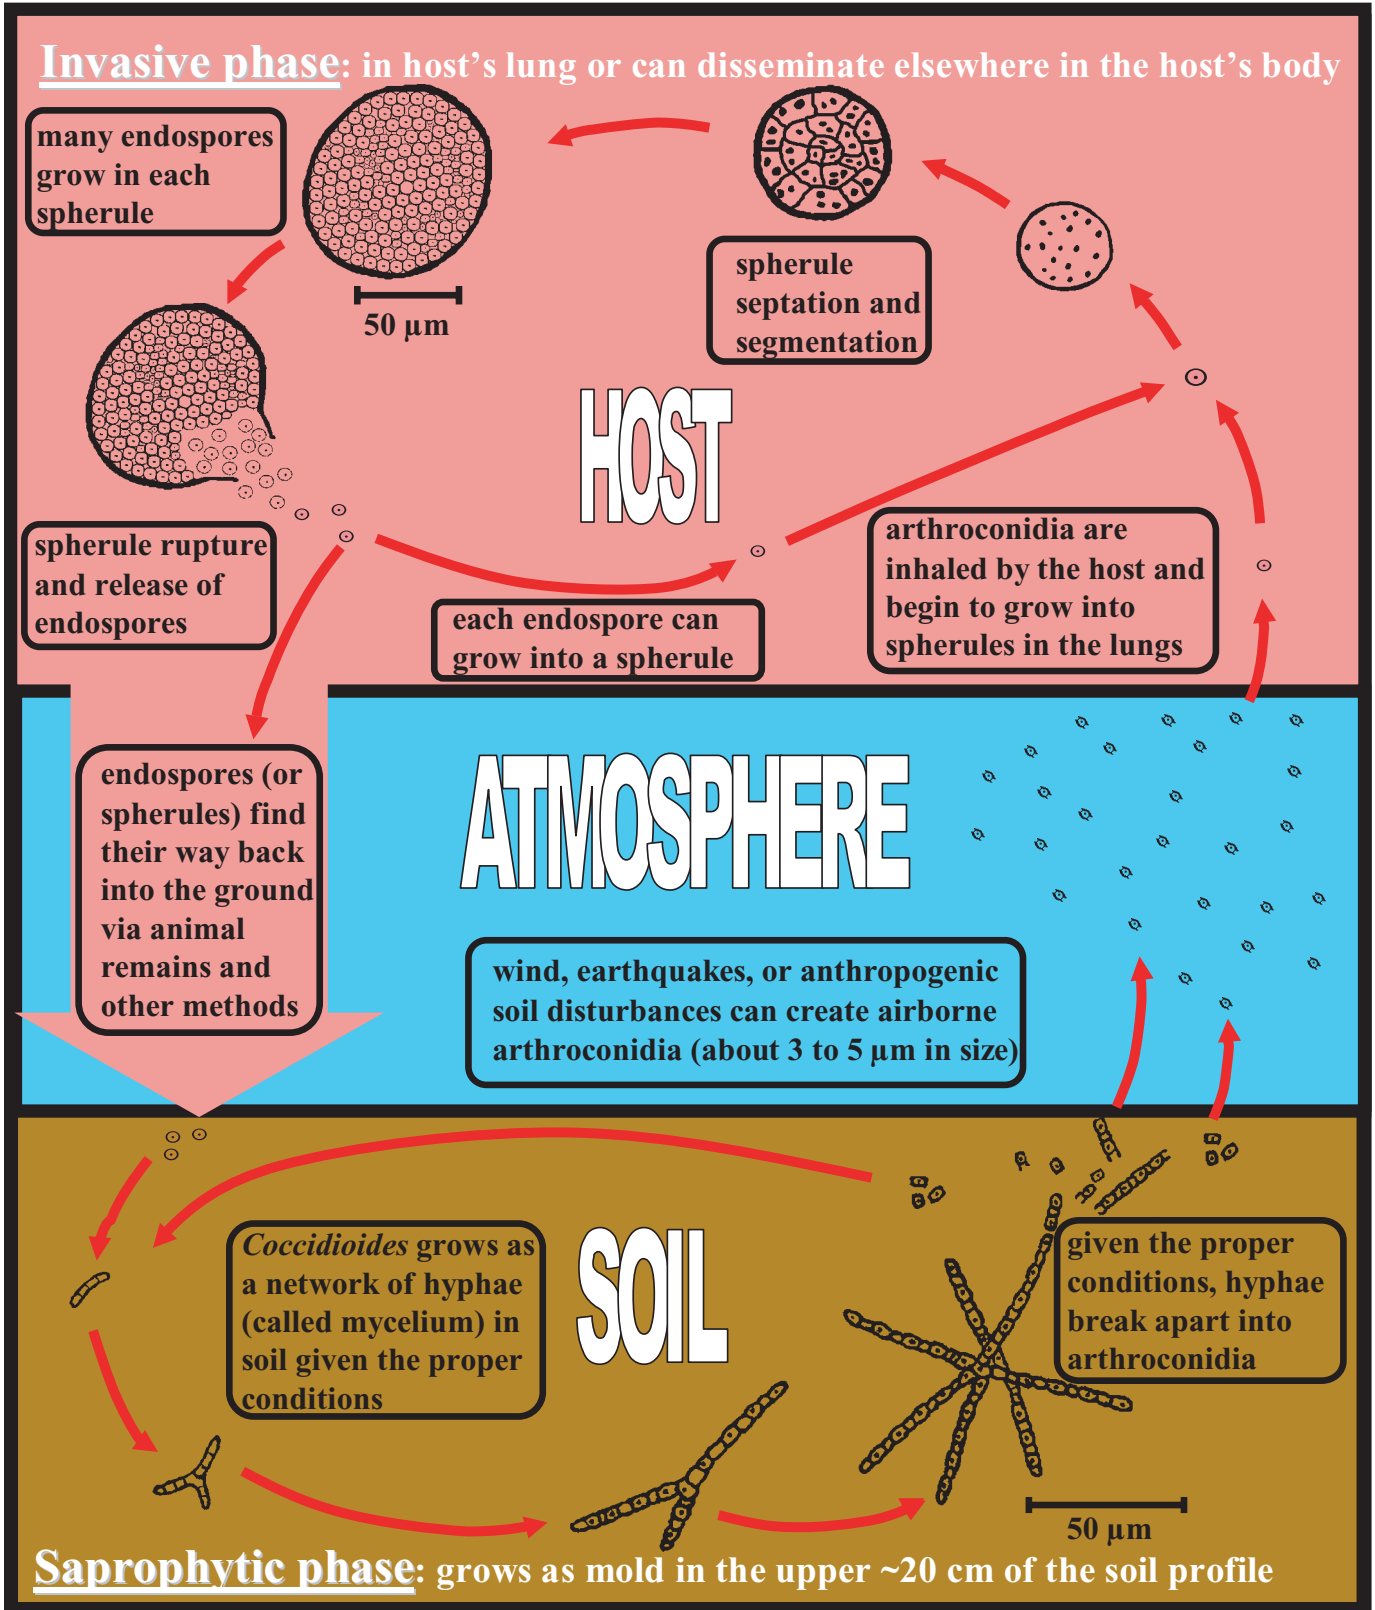 Invasive phase: in host's lung or can disseminate elsewhere in the host's body
many endospores
grow in each
spherule
50 µm
spherule
septation and
segmentation
HOST
spherule rupture
and release of
endospores
each endospore can
grow into a spherule
arthroconidia are
inhaled by the host and
begin to grow into
spherules in the lungs
endospores (or
spherules) find
their way back
into the ground
via animal
remains and
other methods
ATMOSPHERE
wind, earthquakes, or anthropogenic
soil disturbances can create airborne
arthroconidia (about 3 to 5 µm in size)
Coccidioides grows as
a network of hyphae
(called mycelium) in
soil given the proper
conditions
SOIL
given the proper
conditions, hyphae
break apart into
arthroconidia
50 µm
Saprophytic phase: grows as mold in the upper ~20 cm of the soil profile